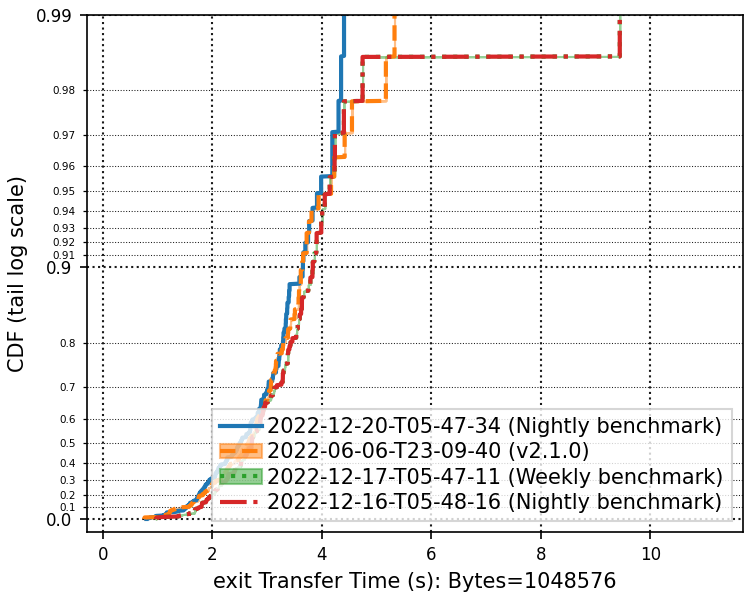 0.99
0.98
0.97
0.96
0.95
0.94
0.93
0.92
0.91
0.9
0.8
0.7
0.6
0.5
0.4
0.3
0.2
0.1
0.0
CDF (tail log scale)
2022-12-20-T05-47-34 (Nightly benchmark)
2022-06-06-T23-09-40 (v2.1.0)
2022-12-17-T05-47-11 (Weekly benchmark)
2022-12-16-T05-48-16 (Nightly benchmark)
0 2 4 6 8 10
exit Transfer Time (s): Bytes=1048576